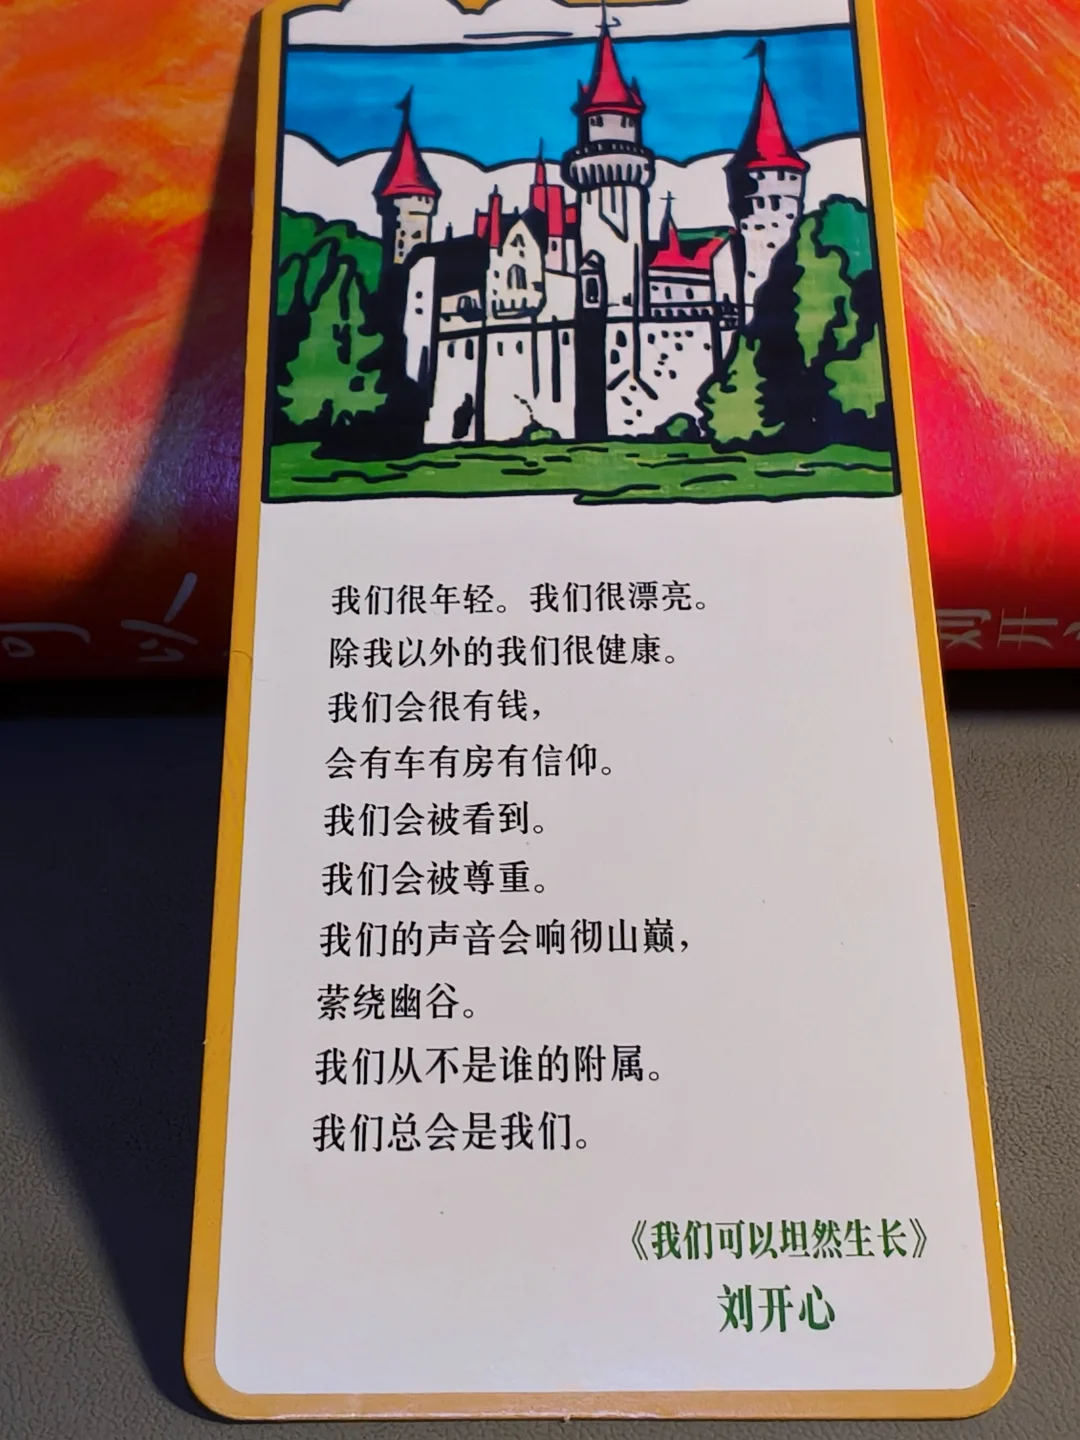 可以
刘开
我们很年轻。我们很漂亮。
除我以外的我们很健康。
我们会很有钱，
会有车有房有信仰。
我们会被看到。
我们会被尊重。
我们的声音会响彻山巅，
萦绕幽谷。
我们从不是谁的附属。
我们总会是我们。
《我们可以坦然生长》
刘开心